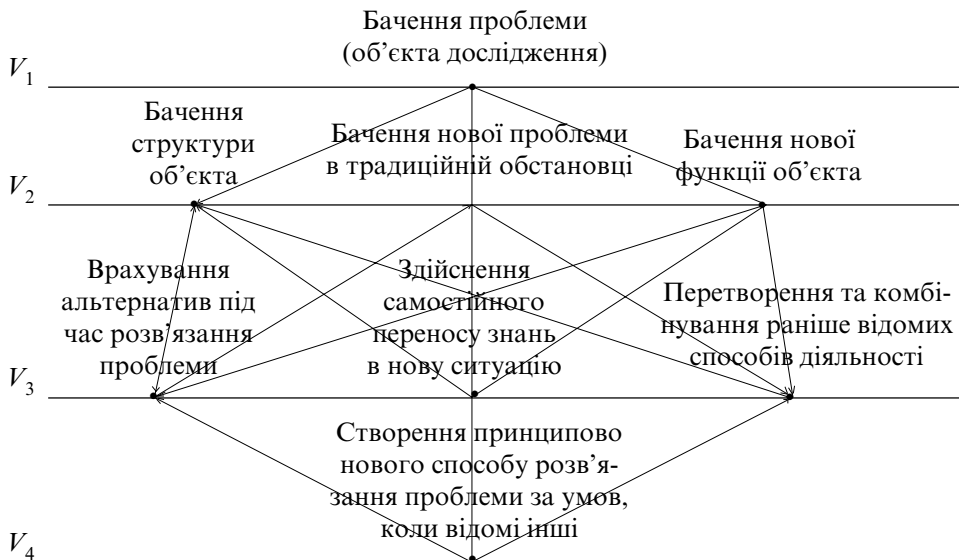 Бачення проблеми
(об’єкта дослідження)
V1
Бачення
структури
об’єкта
Бачення нової проблеми
в традиційній обстановці
Бачення нової
функції об’єкта
V2
Врахування
альтернатив під
час розв’язання
проблеми
Здійснення
самостійного
переносу знань
в нову ситуацію
Перетворення та комбі-
нування раніше відомих
способів діяльності
V3
Створення принципово
нового способу розв’я-
зання проблеми за умов,
коли відомі інші
V4